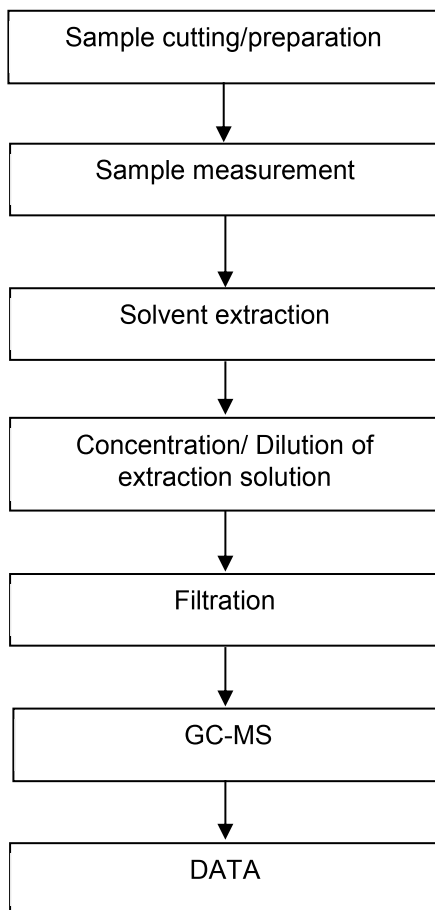 Sample cutting/preparation
Sample measurement
Solvent extraction
Concentration/ Dilution of
extraction solution
Filtration
GC-MS
DATA